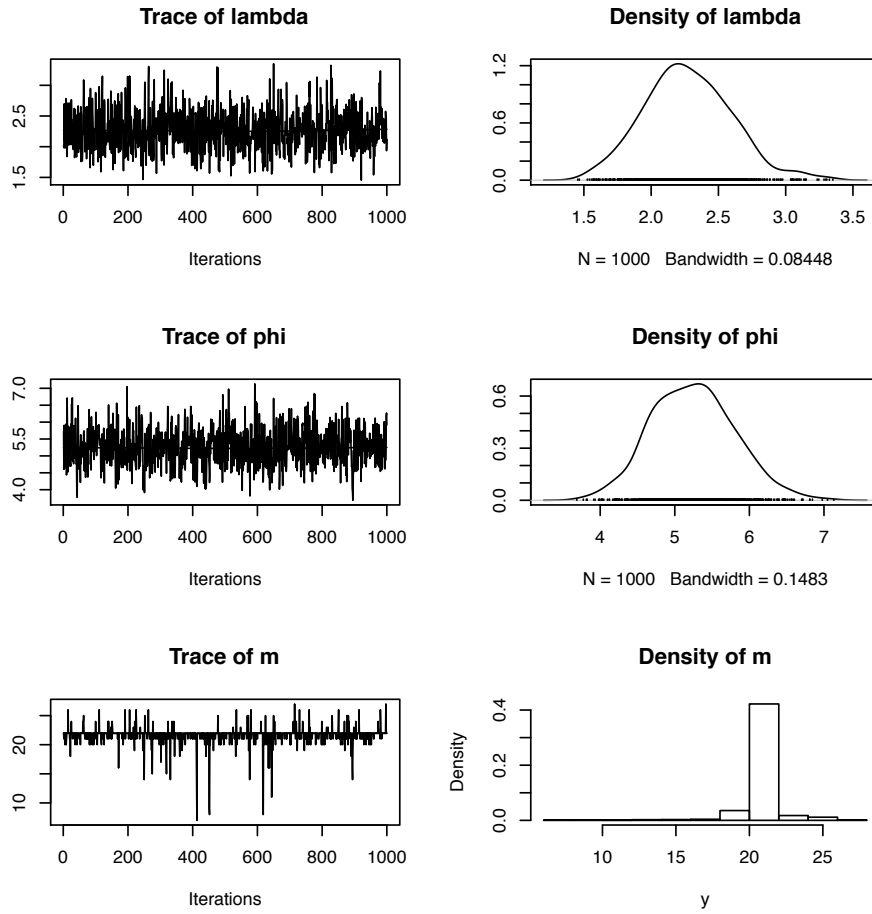 Trace of lambda
1.5 2.5
0 200 400 600 800 1000
Iterations
Density of lambda
0.0 0.6 1.2
1.5 2.0 2.5 3.0 3.5
N = 1000 Bandwidth = 0.08448
Trace of phi
4.0 5.5 7.0
0 200 400 600 800 1000
Iterations
Density of phi
0.0 0.3 0.6
4 5 6 7
N = 1000 Bandwidth = 0.1483
Trace of m
10 20
0 200 400 600 800 1000
Iterations
Density of m
Density
0.0 0.2 0.4
10 15 20 25
y